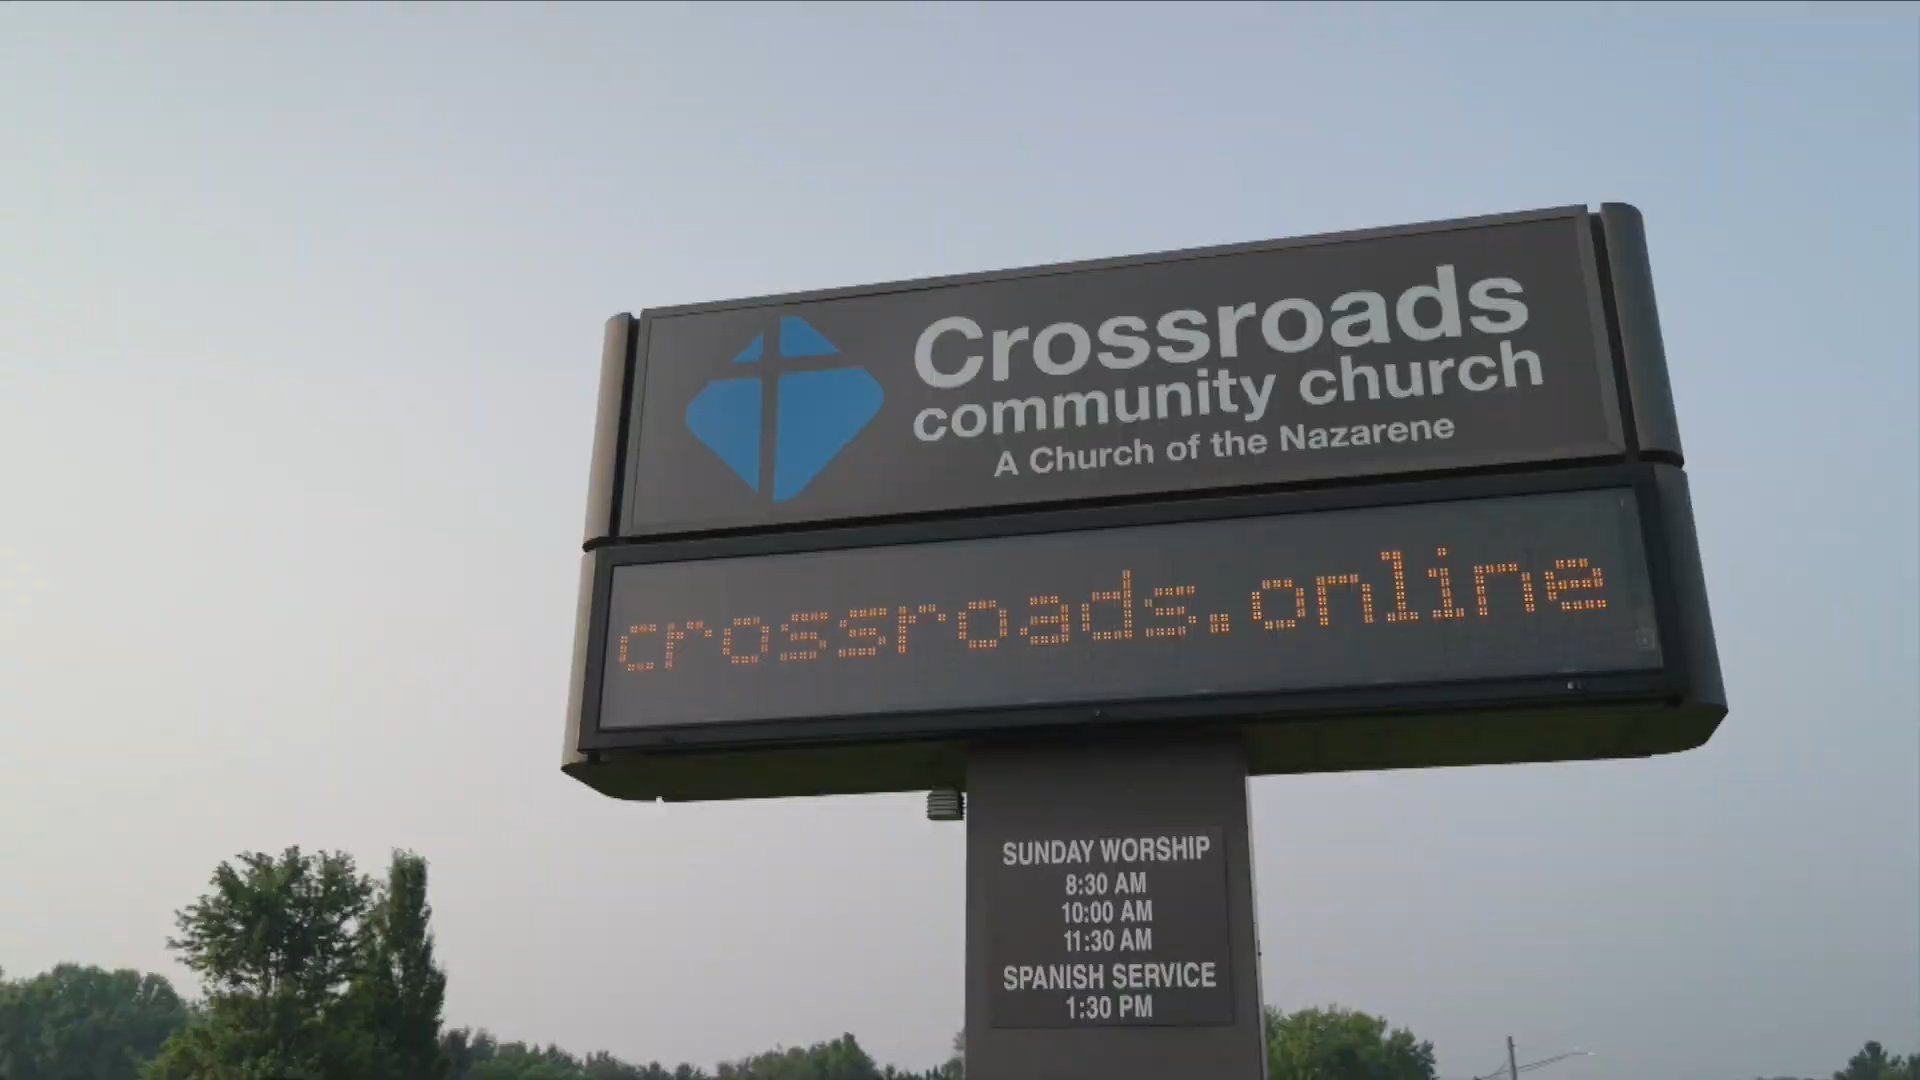 Crossroads
community church
A Church of the Nazarene
crossroads.online
SUNDAY WORSHIP
8:30 AM
10:00 AM
11:30 AM
SPANISH SERVICE
1:30 PM